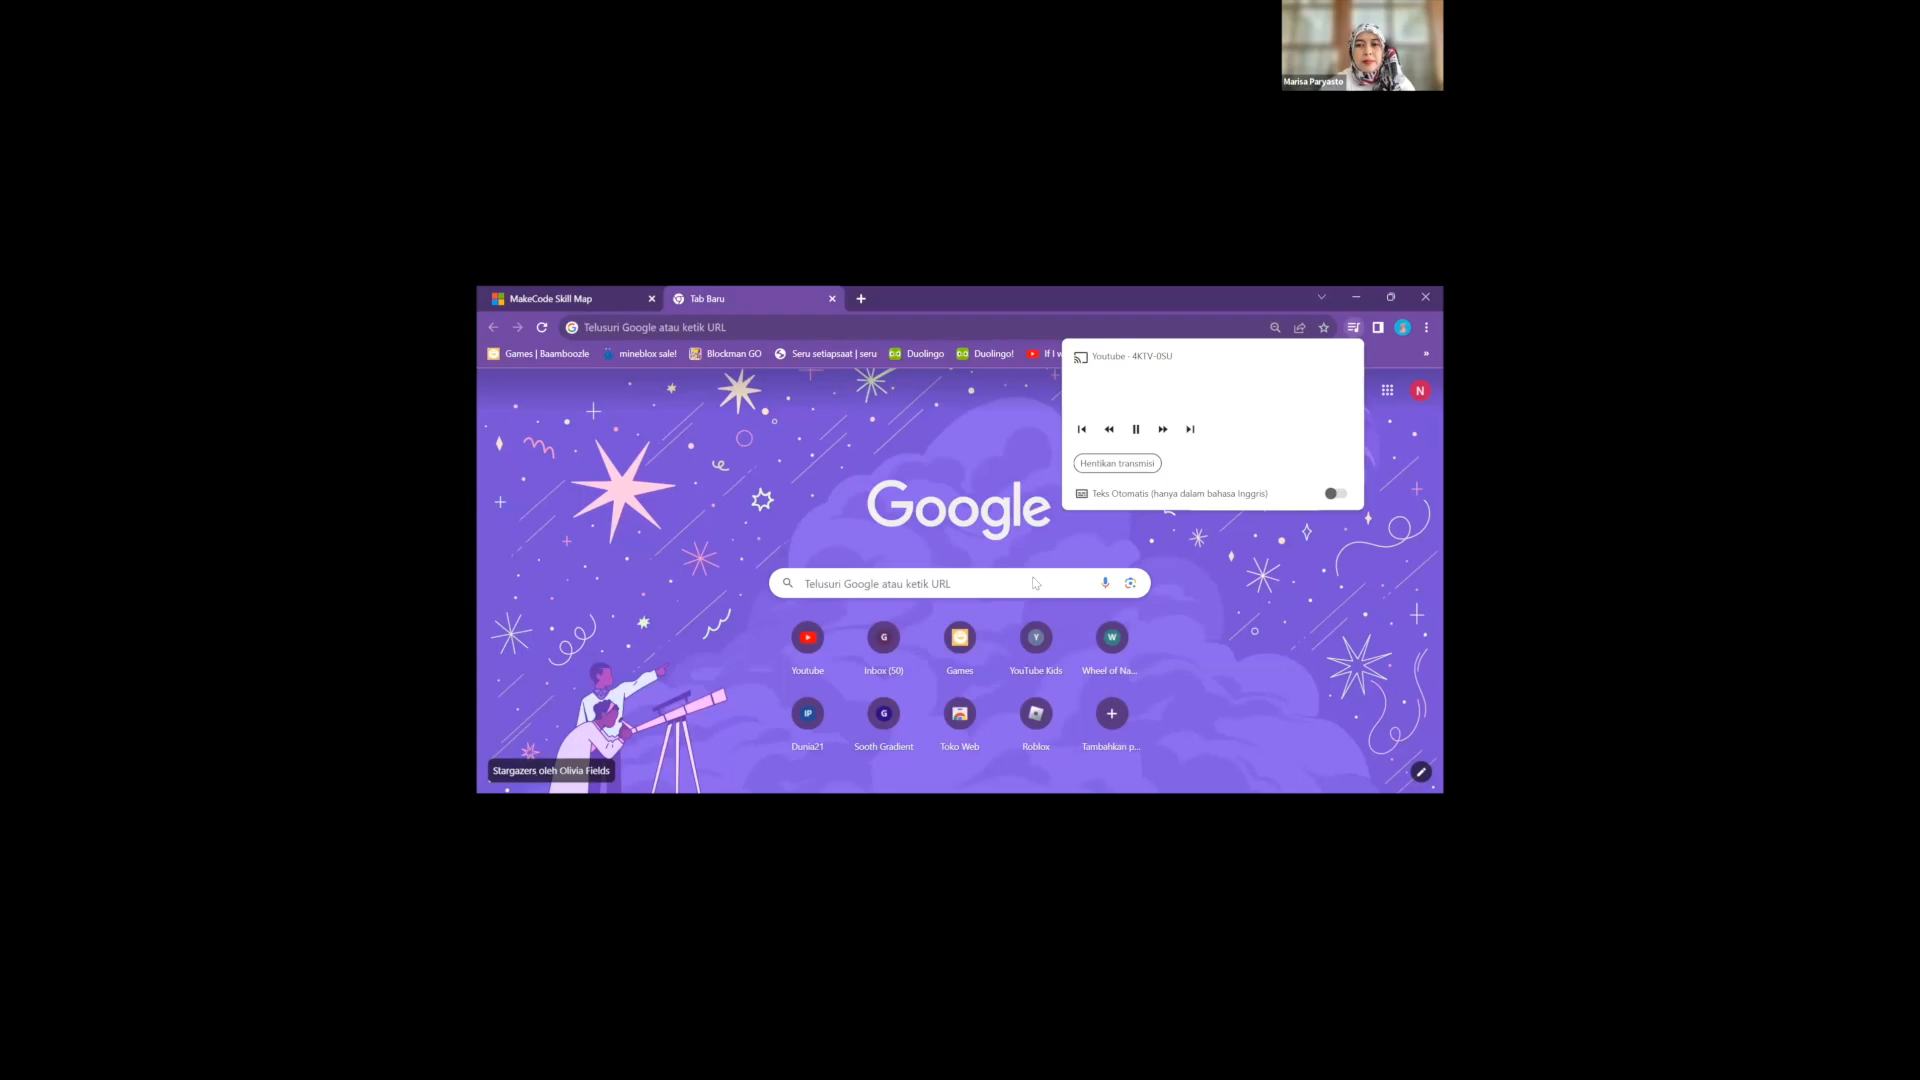 Marisa Paryasto
MakeCode Skill Map
Tab Baru
Telusuri Google atau ketik URL
Games | Baamboozle
mineblox sale!
Blockman GO
Seru setiapsaat | seru
Duolingo
Duolingo!
If I w
»
Youtube - 4KTV-0SU
N
Hentikan transmisi
Teks Otomatis (hanya dalam bahasa Inggris)
Google
Telusuri Google atau ketik URL
G
Y
W
Youtube
Inbox (50)
Games
YouTube Kids
Wheel of Na...
IP
G
Dunia21
Sooth Gradient
Toko Web
Roblox
Tambahkan p...
Stargazers oleh Olivia Fields